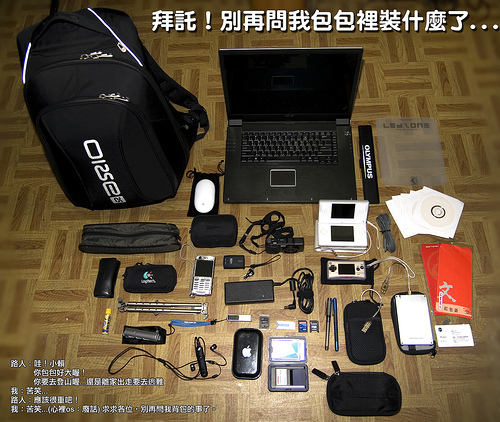 拜託！別再問我包包裡裝什麼了...
OLYMPUS
Logitech
路人：哇！小賴
你包包好大喔！
你要去登山喔 還是離家出走要去逃難
我：苦笑..
路人：應該很重吧！
我：苦笑...(心裡os：廢話) 求求各位，別再問我背包的事了。